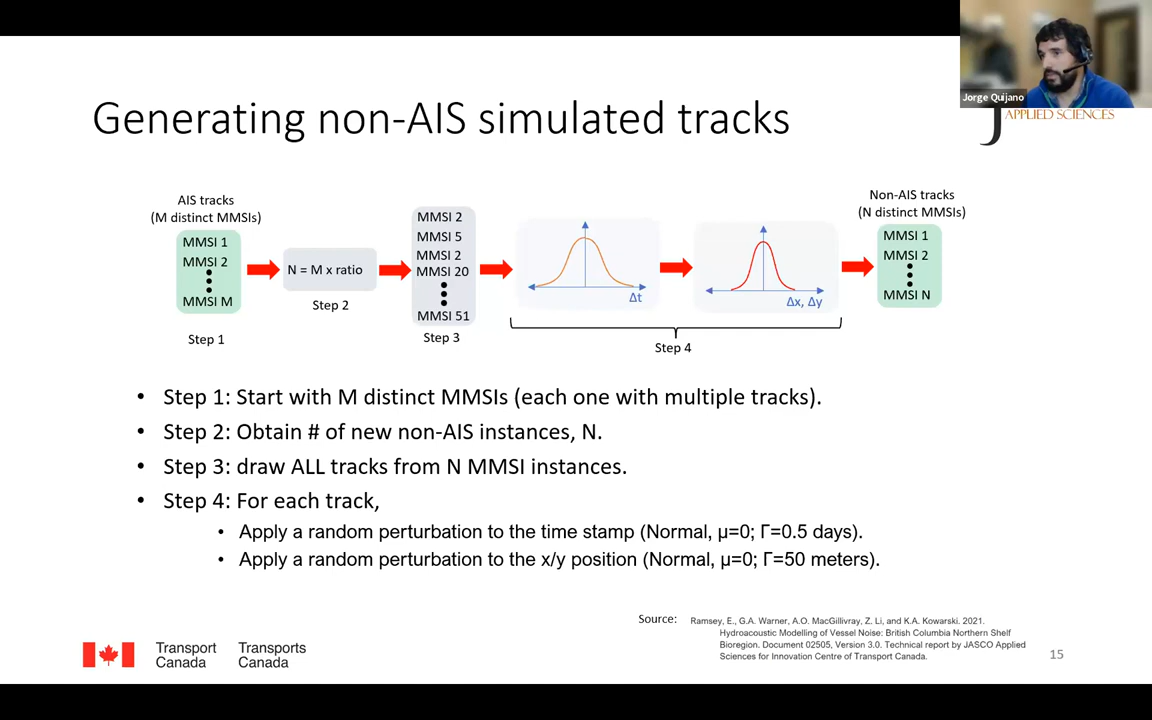 Jorge Quijano
APPLIED SCIENCES
Generating non-AIS simulated tracks
AIS tracks
(M distinct MMSIs)
MMSI 1
MMSI 2
MMSI M
Step 1
N = M x ratio
Step 2
MMSI 2
MMSI 5
MMSI 2
MMSI 20
MMSI 51
Step 3
Δt
Δx, Δy
Step 4
Non-AIS tracks
(N distinct MMSIs)
MMSI 1
MMSI 2
MMSI N
• Step 1: Start with M distinct MMSIs (each one with multiple tracks).
• Step 2: Obtain # of new non-AIS instances, N.
• Step 3: draw ALL tracks from N MMSI instances.
• Step 4: For each track,
• Apply a random perturbation to the time stamp (Normal, μ=0; Γ=0.5 days).
• Apply a random perturbation to the x/y position (Normal, μ=0; Γ=50 meters).
Source: Ramsey, E., G.A. Warner, A.O. MacGillivray, Z. Li, and K.A. Kowarski. 2021.
Hydroacoustic Modelling of Vessel Noise: British Columbia Northern Shelf
Bioregion. Document 02505, Version 3.0. Technical report by JASCO Applied
Sciences for Innovation Centre of Transport Canada.
Transport Canada
Transports Canada
15